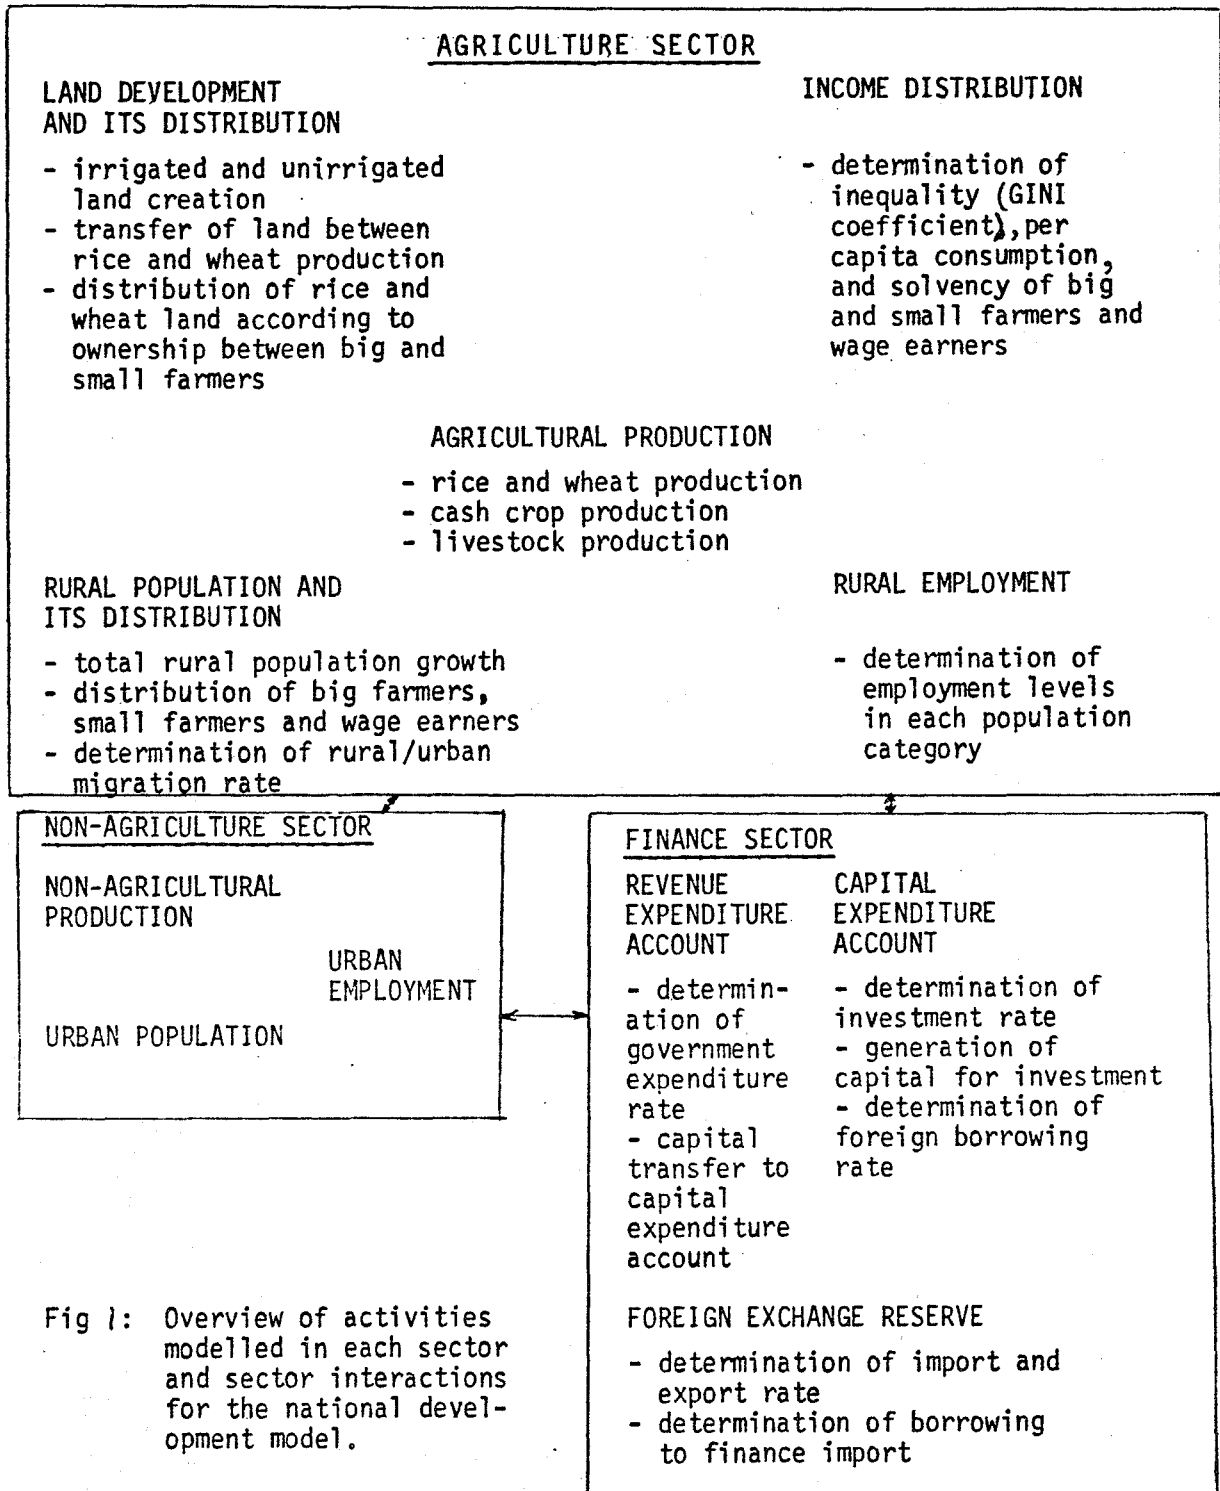 AGRICULTURE SECTOR
LAND DEVELOPMENT
AND ITS DISTRIBUTION
- irrigated and unirrigated
land creation
- transfer of land between
rice and wheat production
- distribution of rice and
wheat land according to
ownership between big and
small farmers
INCOME DISTRIBUTION
- determination of
inequality (GINI
coefficient), per
capita consumption,
and solvency of big
and small farmers and
wage earners
AGRICULTURAL PRODUCTION
- rice and wheat production
- cash crop production
- livestock production
RURAL POPULATION AND
ITS DISTRIBUTION
- total rural population growth
- distribution of big farmers,
small farmers and wage earners
- determination of rural/urban
migration rate
RURAL EMPLOYMENT
- determination of
employment levels
in each population
category
NON-AGRICULTURE SECTOR
NON-AGRICULTURAL
PRODUCTION
URBAN
EMPLOYMENT
URBAN POPULATION
FINANCE SECTOR
REVENUE
EXPENDITURE
ACCOUNT
- determin-
ation of
government
expenditure
rate
- capital
transfer to
capital
expenditure
account
CAPITAL
EXPENDITURE
ACCOUNT
- determination of
investment rate
- generation of
capital for investment
- determination of
foreign borrowing
rate
FOREIGN EXCHANGE RESERVE
- determination of import and
export rate
- determination of borrowing
to finance import
Fig 1: Overview of activities
modelled in each sector
and sector interactions
for the national devel-
opment model.